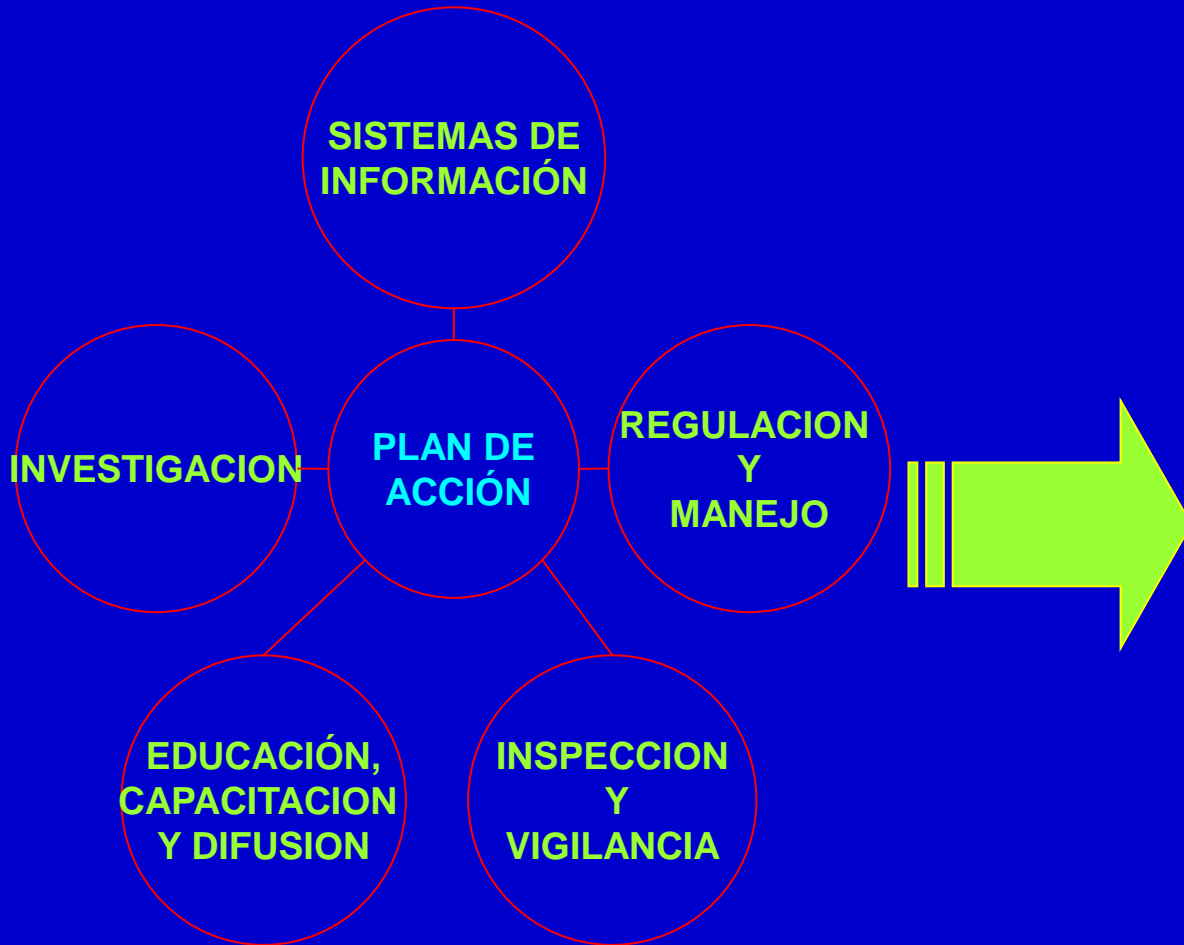 SISTEMAS DE
INFORMACIÓN
INVESTIGACION
PLAN DE
ACCIÓN
REGULACION
Y
MANEJO
EDUCACIÓN,
CAPACITACION
Y DIFUSION
INSPECCION
Y
VIGILANCIA